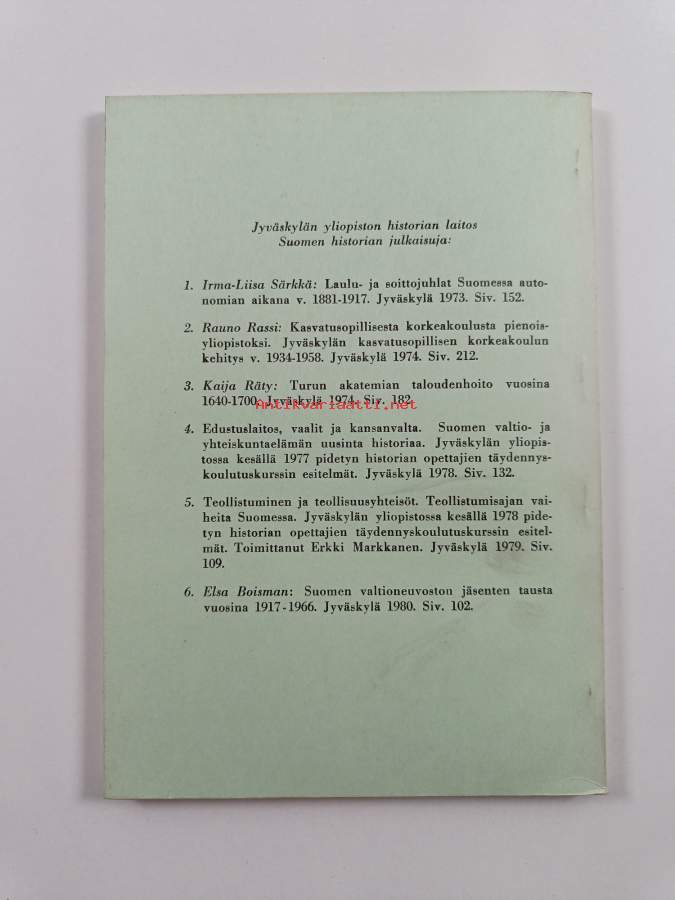 Jyväskylän yliopiston historian laitos
Suomen historian julkaisuja:
1. Irma-Liisa Särkkä: Laulu- ja soittojuhlat Suomessa auto-
nomian aikana v. 1881-1917. Jyväskylä 1973. Siv. 152.
2. Rauno Rassi: Kasvatusopillisesta korkeakoulusta pienois-
yliopistoksi. Jyväskylän kasvatusopillisen korkeakoulun
kehitys v. 1934-1958. Jyväskylä 1974. Siv. 212.
3. Kaija Räty: Turun akatemian taloudenhoito vuosina
1640-1700. Jyväskylä 1974. Siv. 182.
Antikvariaatti.net
4. Edustuslaitos, vaalit ja kansanvalta. Suomen valtio- ja
yhteiskuntaelämän uusinta historiaa. Jyväskylän yliopis-
tossa kesällä 1977 pidetyn historian opettajien täydennys-
koulutuskurssin esitelmät. Jyväskylä 1978. Siv. 132.
5. Teollistuminen ja teollisuusyhteisöt. Teollistumisajan vai-
heita Suomessa. Jyväskylän yliopistossa kesällä 1978 pide-
tyn historian opettajien täydennyskoulutuskurssin esitel-
mät. Toimittanut Erkki Markkanen. Jyväskylä 1979. Siv.
109.
6. Elsa Boisman: Suomen valtioneuvoston jäsenten tausta
vuosina 1917-1966. Jyväskylä 1980. Siv. 102.